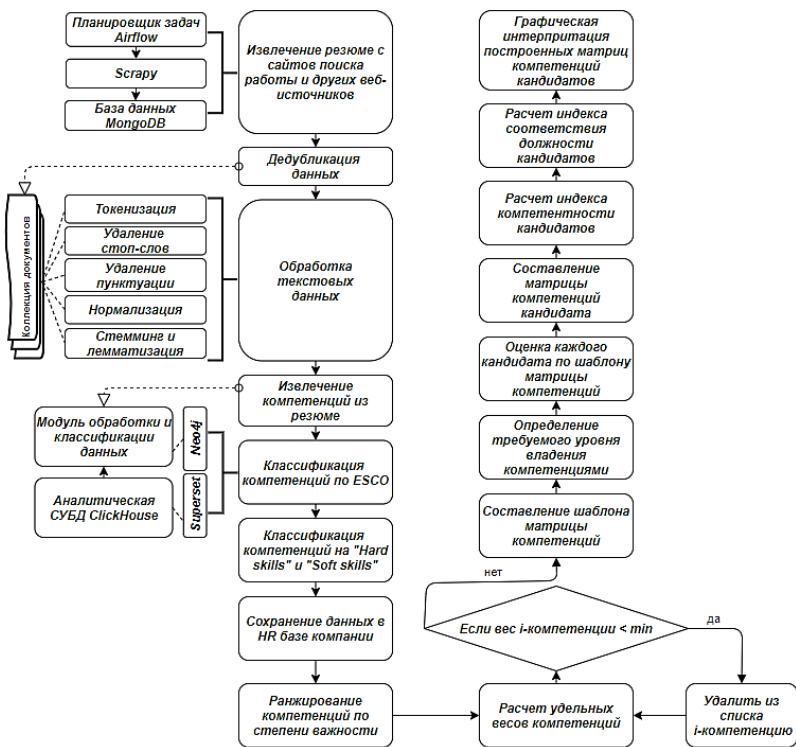 Планировщик задач
Airflow
Scrapy
База данных
MongoDB
Извлечение резюме с
сайтов поиска
работы и других веб-
источников
Дедубликация
данных
Коллекция документов
Токенизация
Удаление
стоп-слов
Удаление
пунктуации
Нормализация
Стемминг и
лемматизация
Обработка
текстовых
данных
Извлечение
компетенций из
резюме
Модуль обработки и
классификации
данных
Neo4j
Аналитическая
СУБД ClickHouse
Superset
Классификация
компетенций по ESCO
Классификация
компетенций на "Hard
skills" и "Soft skills"
Сохранение данных в
HR базе компании
Ранжирование
компетенций по
степени важности
Расчет удельных
весов компетенций
Удалить из
списка
i-компетенцию
да
Если вес i-компетенции < min
нет
Составление шаблона
матрицы
компетенций
Определение
требуемого уровня
владения
компетенциями
Оценка каждого
кандидата по шаблону
матрицы
компетенций
Составление
матрицы
компетенций
кандидата
Расчет индекса
компетентности
кандидатов
Расчет индекса
соответствия
должности
кандидатов
Графическая
интерпритация
построенных матриц
компетенций
кандидатов